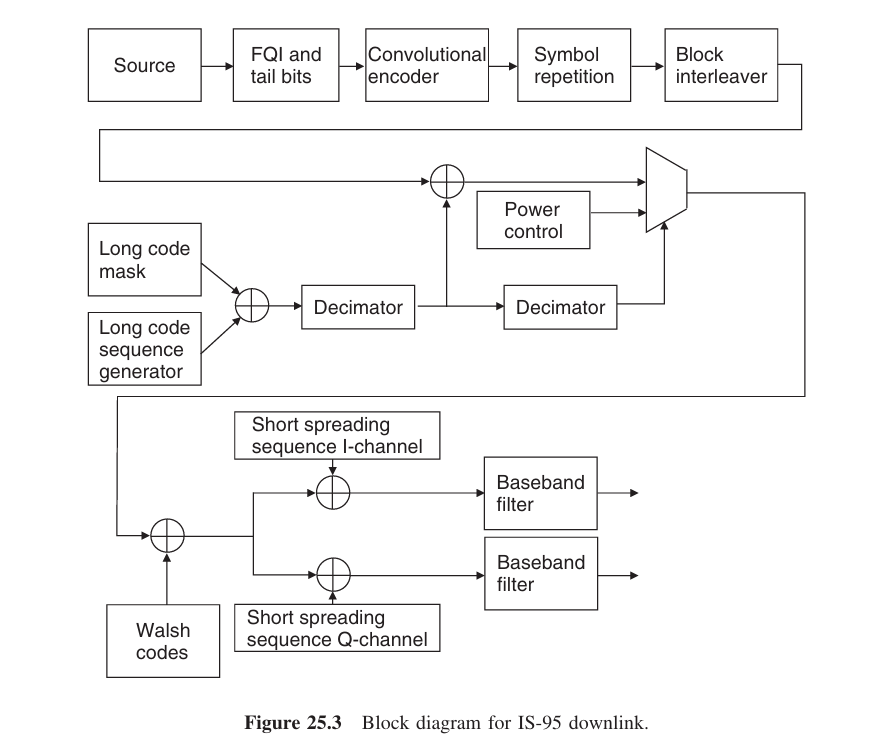 Source
FQI and
tail bits
Convolutional
encoder
Symbol
repetition
Block
interleaver
Power
control
Long code
mask
Long code
sequence
generator
Decimator
Decimator
Short spreading
sequence I-channel
Baseband
filter
Baseband
filter
Walsh
codes
Short spreading
sequence Q-channel
Figure 25.3 Block diagram for IS-95 downlink.